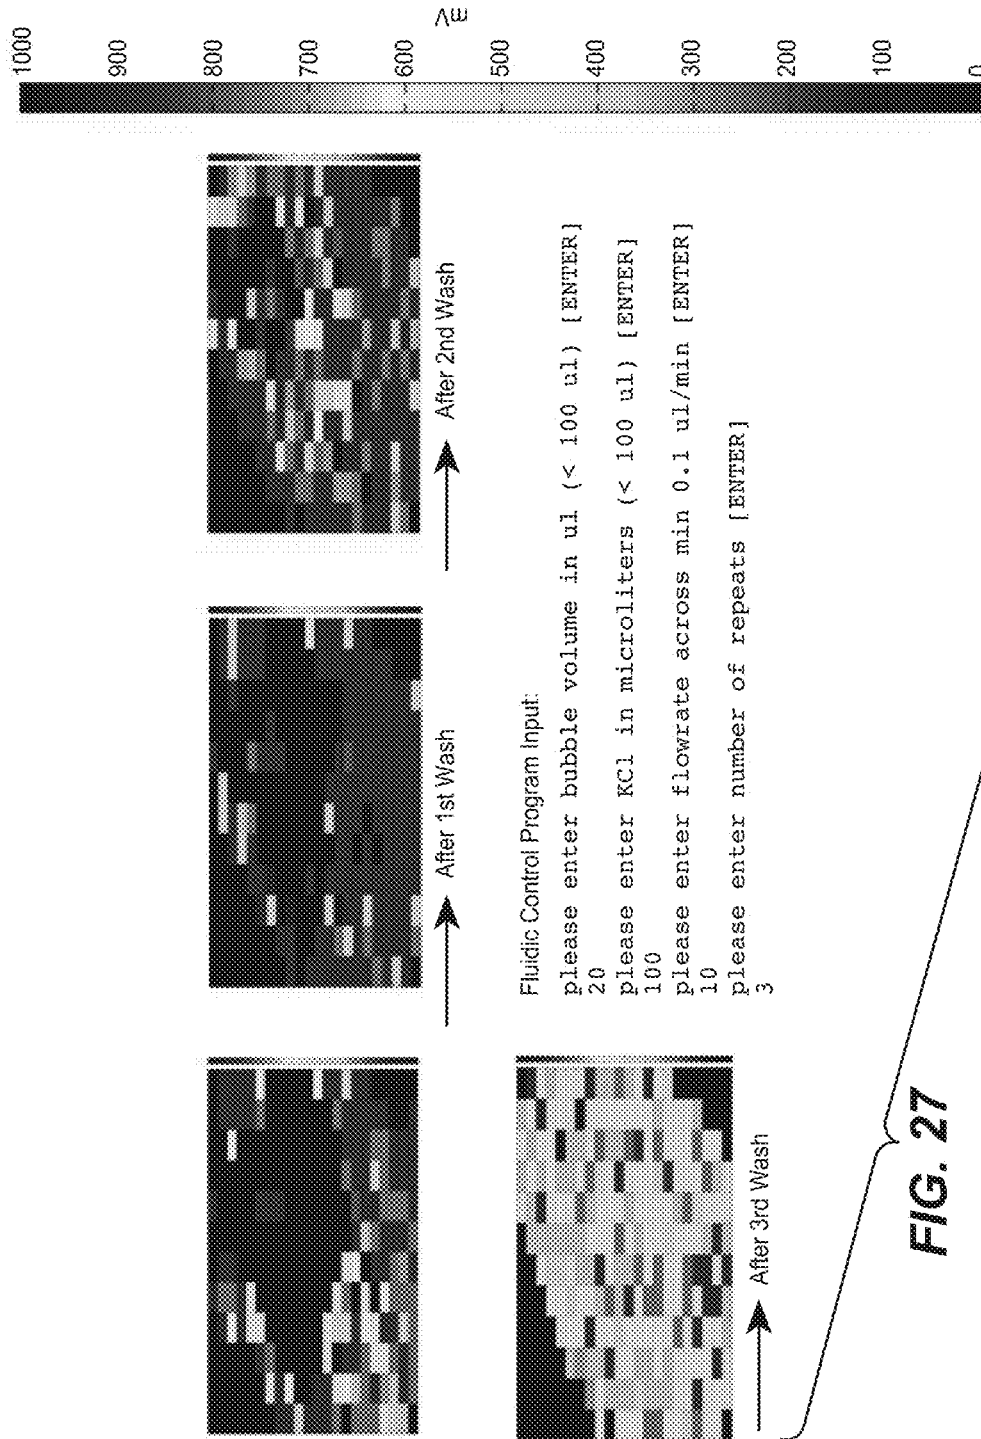 1000
900
800
700
600
500
400
300
200
100
0
mV
After 1st Wash
After 2nd Wash
After 3rd Wash
Fluidic Control Program Input:
please enter bubble volume in ul (< 100 ul) [ENTER]
20
please enter KCl in microliters (< 100 ul) [ENTER]
100
please enter flowrate across min 0.1 ul/min [ENTER]
10
please enter number of repeats [ENTER]
3
FIG. 27